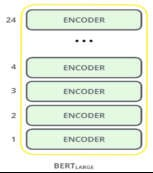 24 ENCODER
...
4 ENCODER
3 ENCODER
2 ENCODER
1 ENCODER
BERTLARGE